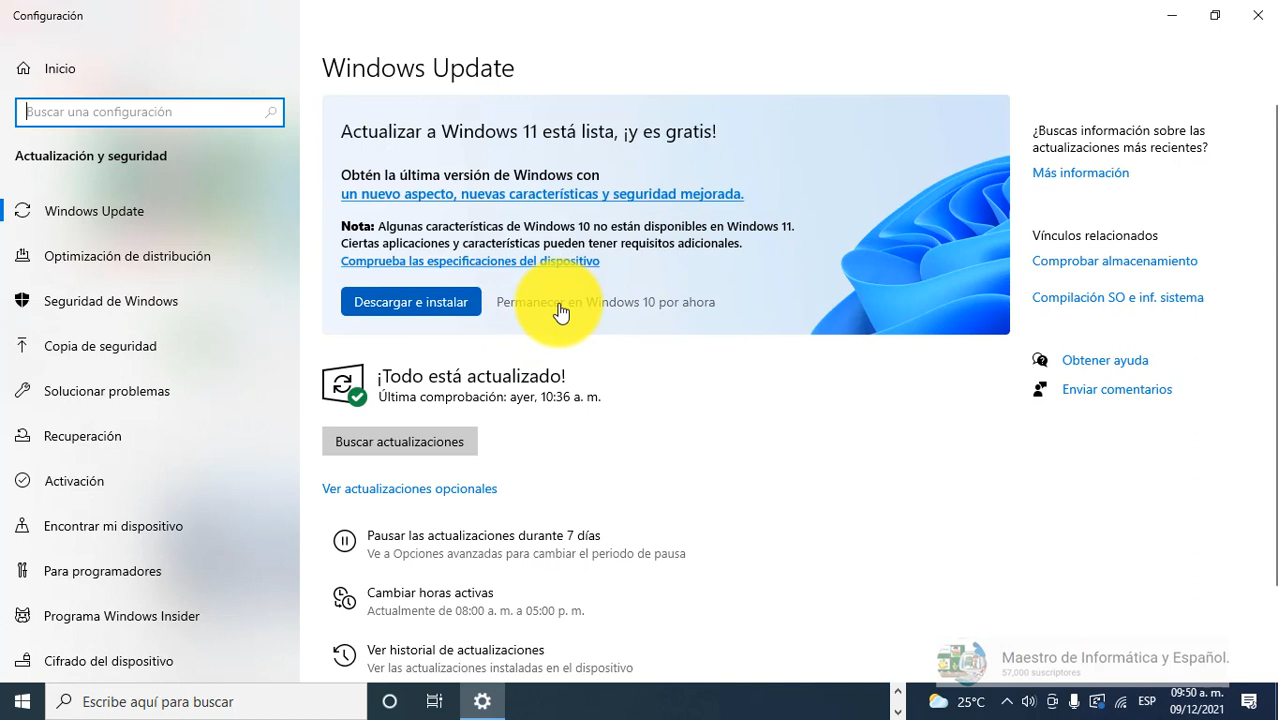 Configuración
Inicio
Buscar una configuración
Actualización y seguridad
Windows Update
Optimización de distribución
Seguridad de Windows
Copia de seguridad
Solucionar problemas
Recuperación
Activación
Encontrar mi dispositivo
Para programadores
Programa Windows Insider
Cifrado del dispositivo
Windows Update
Actualizar a Windows 11 está lista, ¡y es gratis!
Obtén la última versión de Windows con
un nuevo aspecto, nuevas características y seguridad mejorada.
Nota: Algunas características de Windows 10 no están disponibles en Windows 11.
Ciertas aplicaciones y características pueden tener requisitos adicionales.
Comprueba las especificaciones del dispositivo
Descargar e instalar
Permanecer en Windows 10 por ahora
¡Todo está actualizado!
Última comprobación: ayer, 10:36 a. m.
Buscar actualizaciones
Ver actualizaciones opcionales
Pausar las actualizaciones durante 7 días
Ve a Opciones avanzadas para cambiar el periodo de pausa
Cambiar horas activas
Actualmente de 08:00 a. m. a 05:00 p. m.
Ver historial de actualizaciones
Ver las actualizaciones instaladas en el dispositivo
¿Buscas información sobre las
actualizaciones más recientes?
Más información
Vínculos relacionados
Comprobar almacenamiento
Compilación SO e inf. sistema
Obtener ayuda
Enviar comentarios
Maestro de Informática y Español.
57,000 suscriptores
Escribe aquí para buscar
25°C
ESP
09:50 a. m.
09/12/2021